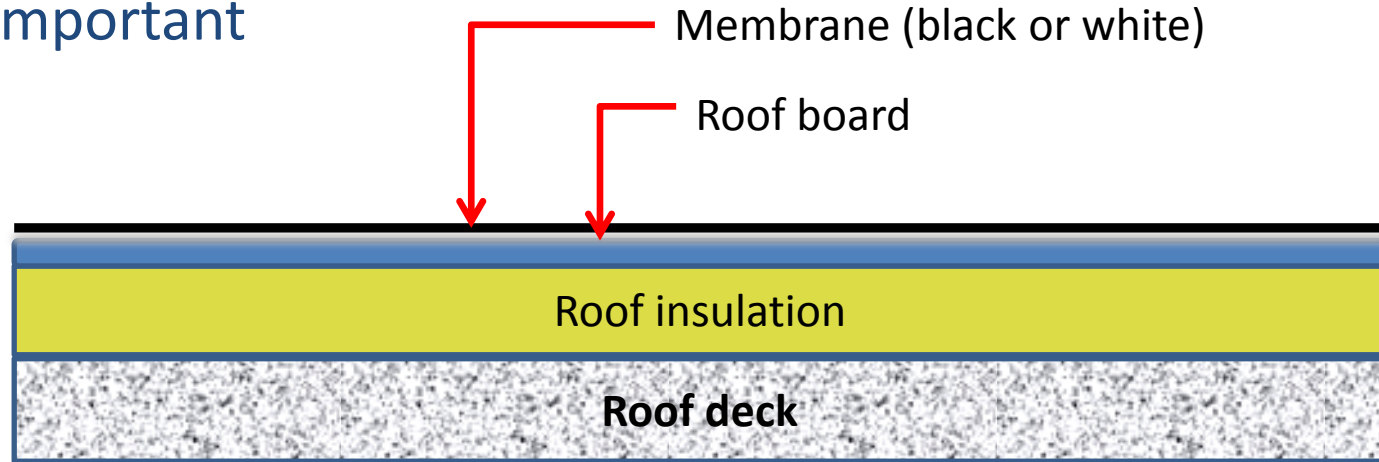 mportant
Membrane (black or white)
Roof board
Roof insulation
Roof deck